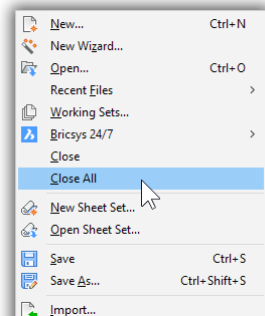 New... Ctrl+N
New Wizard...
Open... Ctrl+O
Recent Files
Working Sets...
Bricsys 24/7
Close
Close All
New Sheet Set...
Open Sheet Set...
Save Ctrl+S
Save As... Ctrl+Shift+S
Import...